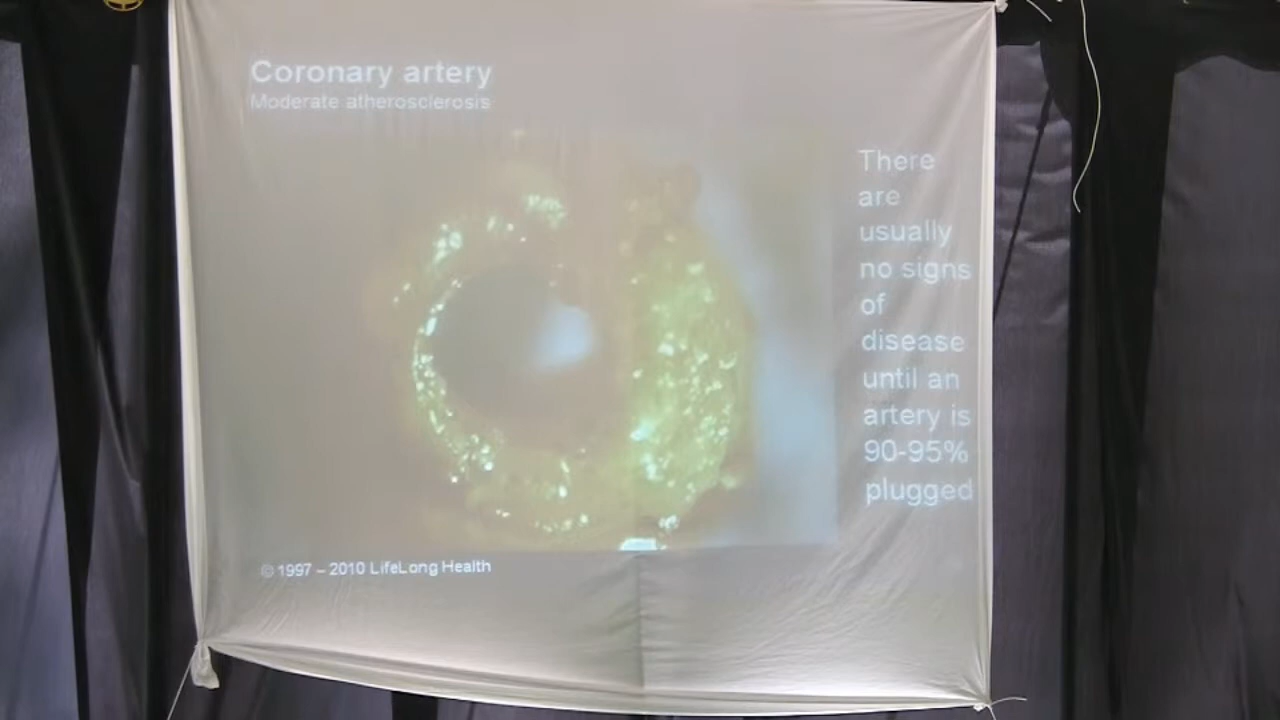 Coronary artery
Moderate atherosclerosis
There
are
usually
no signs
of
disease
until an
artery is
90-95%
plugged
© 1997 – 2010 LifeLong Health